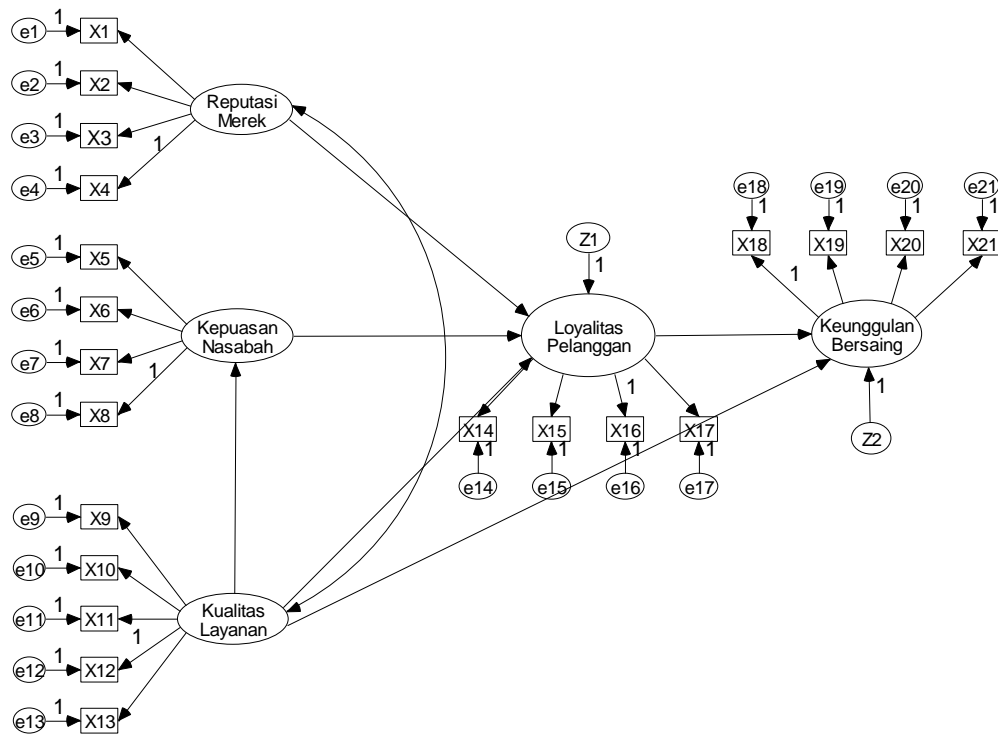 e1 1 X1
e2 1 X2
e3 1 X3
1
e4 1 X4
Reputasi
Merek
e5 1 X5
e6 1 X6
e7 1 X7
1
e8 1 X8
Kepuasan
Nasabah
e9 1 X9
e10 1 X10
e11 1 X11
1
e12 1 X12
e13 1 X13
Kualitas
Layanan
Z1
1
Loyalitas
Pelanggan
1
X14 X15 X16 X17
1 1 1 1
e14 e15 e16 e17
e18 e19 e20 e21
1 1 1 1
X18 X19 X20 X21
1
Keunggulan
Bersaing
1
Z2